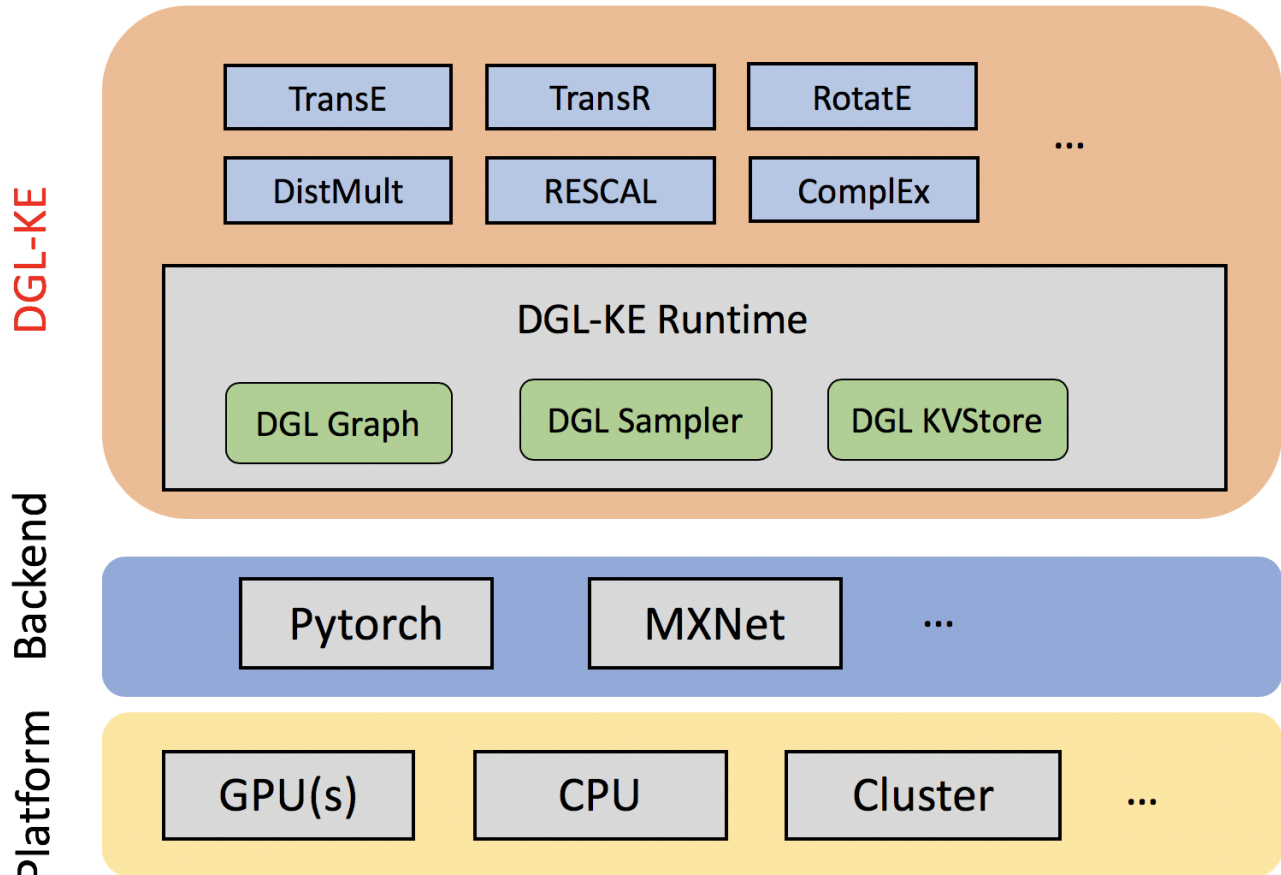 DGL-KE
TransE
TransR
RotatE
...
DistMult
RESCAL
ComplEx
DGL-KE Runtime
DGL Graph
DGL Sampler
DGL KVStore
Backend
Pytorch
MXNet
...
Platform
GPU(s)
CPU
Cluster
...